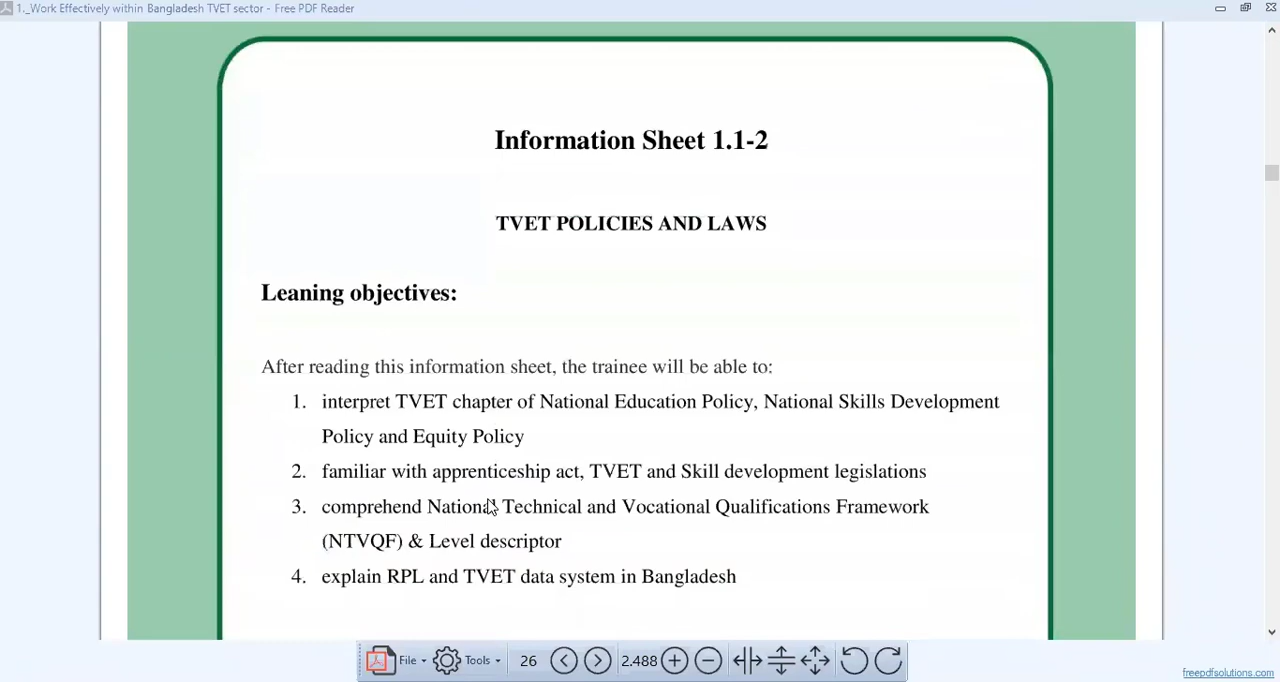 1._Work Effectively within Bangladesh TVET sector - Free PDF Reader
Information Sheet 1.1-2
TVET POLICIES AND LAWS
Leaning objectives:
After reading this information sheet, the trainee will be able to:
1. interpret TVET chapter of National Education Policy, National Skills Development
Policy and Equity Policy
2. familiar with apprenticeship act, TVET and Skill development legislations
3. comprehend National Technical and Vocational Qualifications Framework
(NTVQF) & Level descriptor
4. explain RPL and TVET data system in Bangladesh
File Tools 26 2.488
freepdfsolutions.com